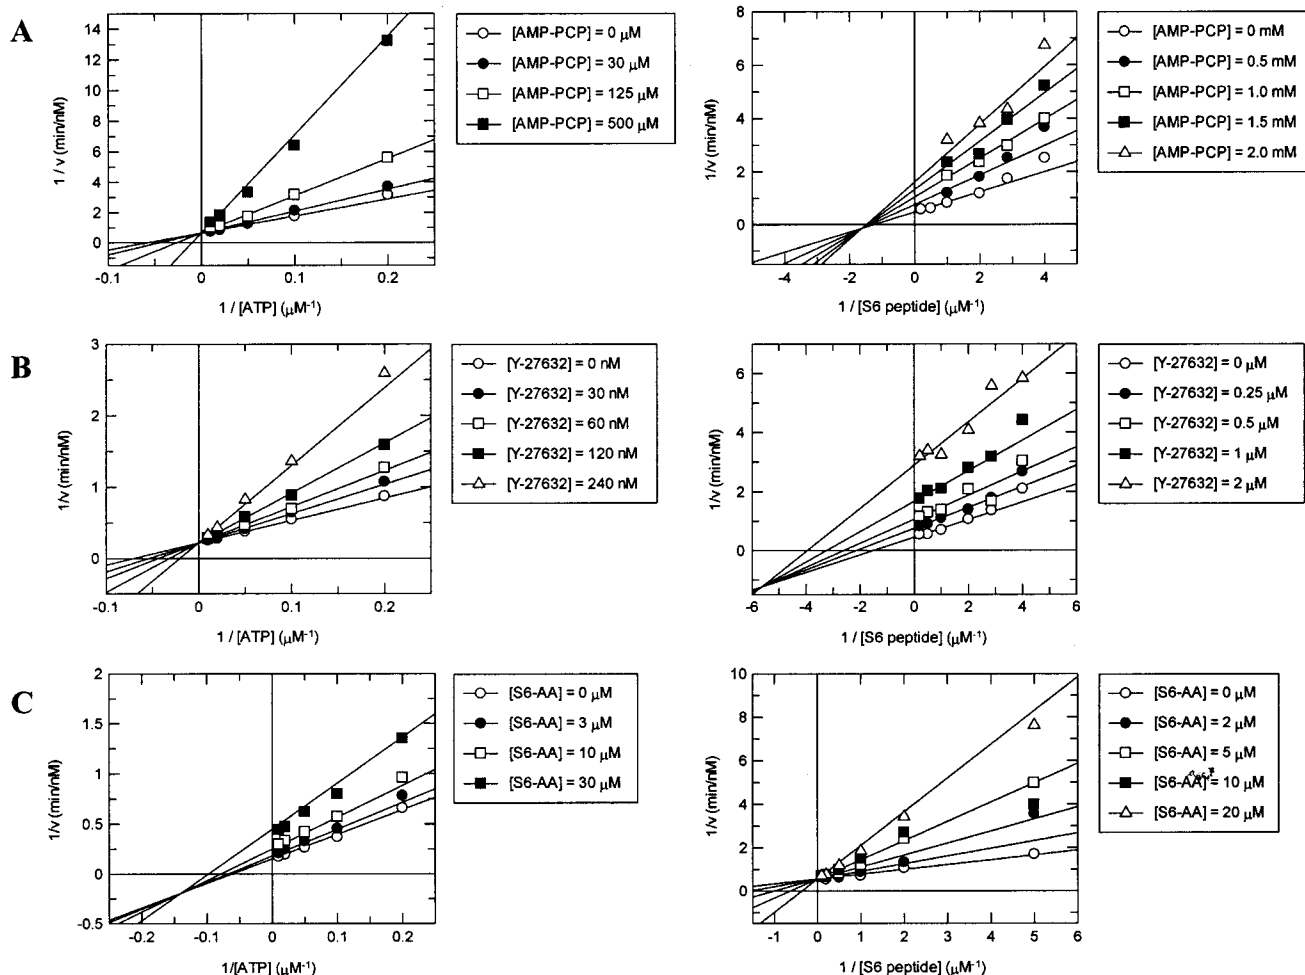 A
14
12
10
8
6
4
2
0
-0.1
0
0.1
0.2
1 / v (min/nM)
1 / [ATP] (μM-1)
[AMP-PCP] = 0 μM
[AMP-PCP] = 30 μM
[AMP-PCP] = 125 μM
[AMP-PCP] = 500 μM
8
6
4
2
0
-4
-2
0
2
4
1/v (min/nM)
1 / [S6 peptide] (μM-1)
[AMP-PCP] = 0 mM
[AMP-PCP] = 0.5 mM
[AMP-PCP] = 1.0 mM
[AMP-PCP] = 1.5 mM
[AMP-PCP] = 2.0 mM
B
3
2
1
0
-0.1
0
0.1
0.2
1/v (min/nM)
1 / [ATP] (μM-1)
[Y-27632] = 0 nM
[Y-27632] = 30 nM
[Y-27632] = 60 nM
[Y-27632] = 120 nM
[Y-27632] = 240 nM
6
4
2
0
-6
-4
-2
0
2
4
6
1/v (min/nM)
1 / [S6 peptide] (μM-1)
[Y-27632] = 0 μM
[Y-27632] = 0.25 μM
[Y-27632] = 0.5 μM
[Y-27632] = 1 μM
[Y-27632] = 2 μM
C
2
1.5
1
0.5
0
-0.5
-0.2
-0.1
0
0.1
0.2
1/v (min/nM)
1/[ATP] (μM-1)
[S6-AA] = 0 μM
[S6-AA] = 3 μM
[S6-AA] = 10 μM
[S6-AA] = 30 μM
10
8
6
4
2
0
-1
0
1
2
3
4
5
6
1/v (min/nM)
1 / [S6 peptide] (μM-1)
[S6-AA] = 0 μM
[S6-AA] = 2 μM
[S6-AA] = 5 μM
[S6-AA] = 10 μM
[S6-AA] = 20 μM